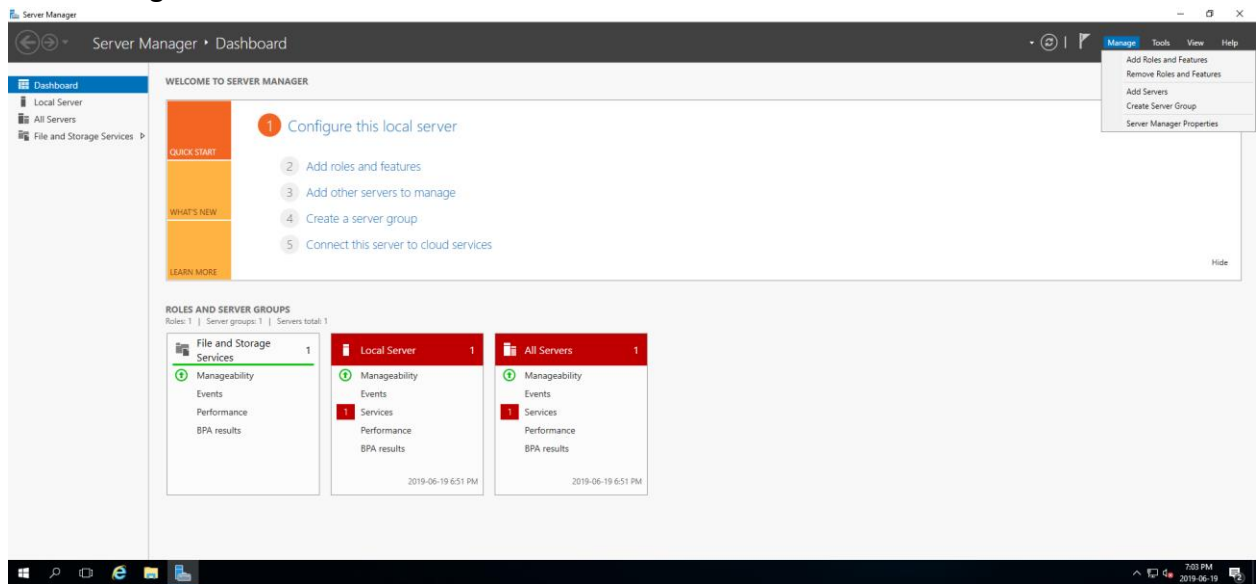 Server Manager
Server Manager • Dashboard
Manage Tools View Help
Add Roles and Features
Remove Roles and Features
Add Servers
Create Server Group
Server Manager Properties
Dashboard
Local Server
All Servers
File and Storage Services
WELCOME TO SERVER MANAGER
QUICK START
WHAT'S NEW
LEARN MORE
1 Configure this local server
2 Add roles and features
3 Add other servers to manage
4 Create a server group
5 Connect this server to cloud services
Hide
ROLES AND SERVER GROUPS
Roles: 1 | Server groups: 1 | Servers total: 1
File and Storage
Services 1
Manageability
Events
Performance
BPA results
Local Server 1
Manageability
Events
1 Services
Performance
BPA results
2019-06-19 6:51 PM
All Servers 1
Manageability
Events
1 Services
Performance
BPA results
2019-06-19 6:51 PM
7:03 PM
2019-06-19